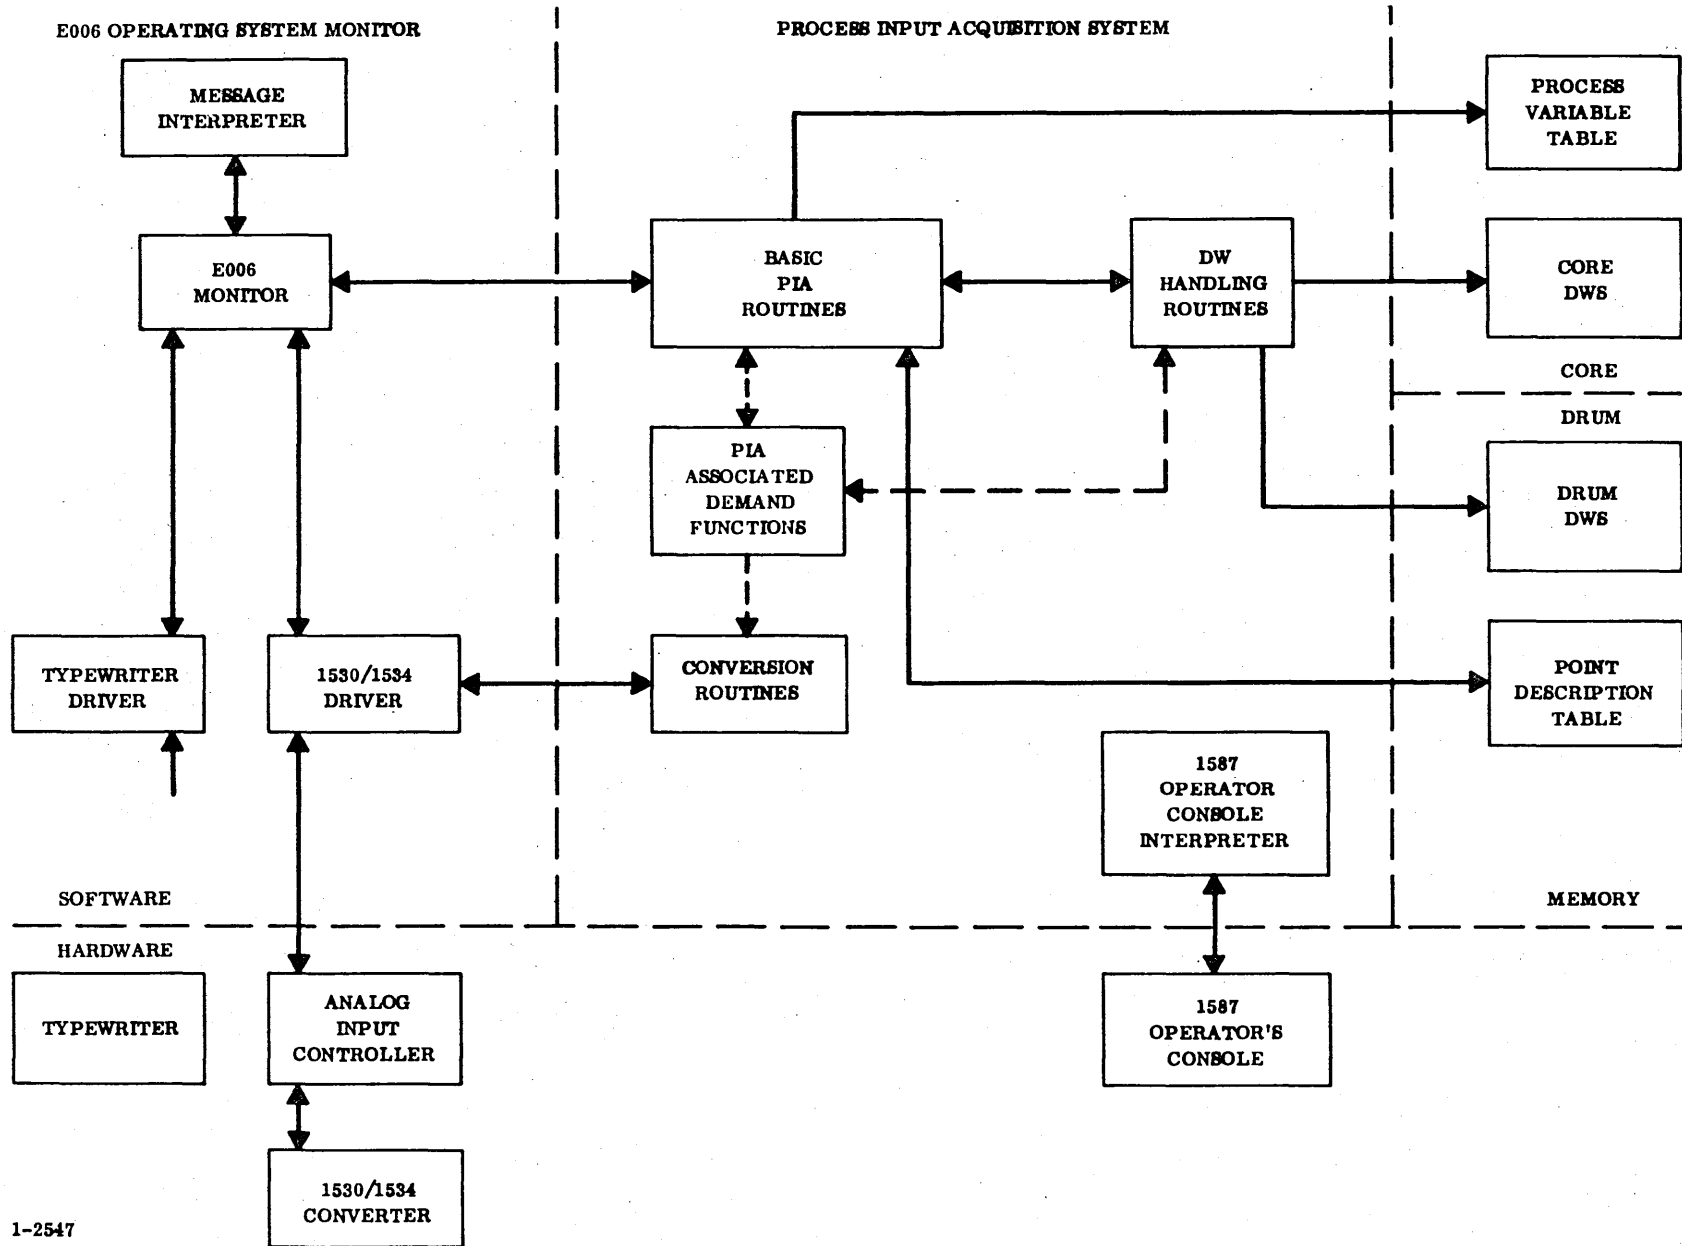 E006 OPERATING SYSTEM MONITOR
PROCESS INPUT ACQUISITION SYSTEM
MESSAGE
INTERPRETER
PROCESS
VARIABLE
TABLE
E006
MONITOR
BASIC
PIA
ROUTINES
DW
HANDLING
ROUTINES
CORE
DWS
CORE
DRUM
PIA
ASSOCIATED
DEMAND
FUNCTIONS
DRUM
DWS
TYPEWRITER
DRIVER
1530/1534
DRIVER
CONVERSION
ROUTINES
POINT
DESCRIPTION
TABLE
1587
OPERATOR
CONSOLE
INTERPRETER
SOFTWARE
MEMORY
HARDWARE
TYPEWRITER
ANALOG
INPUT
CONTROLLER
1587
OPERATOR'S
CONSOLE
1530/1534
CONVERTER
1-2547